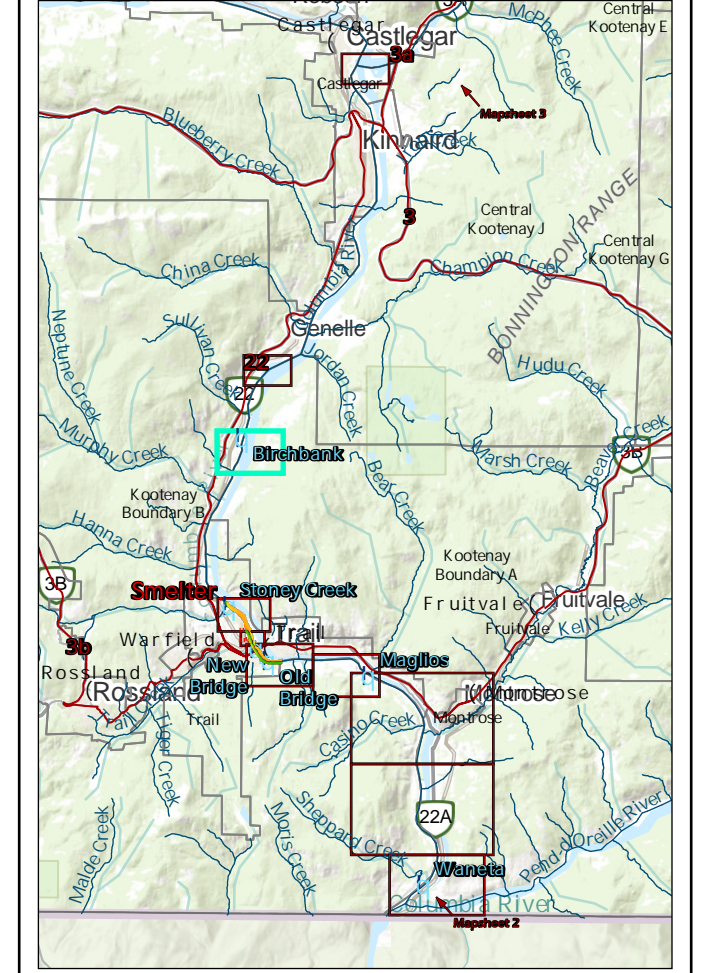 3A
Robson
Castlegar
(Castlegar
3a
Castlegar
McPhee Creek
Central
Kootenay E
Mapsheet 3
Blueberry Creek
Kinnaird
Creek
3
Central
Kootenay J
Central
Kootenay G
BONNINGTON RANGE
China Creek
Champion Creek
Columbia River
Genelle
Neptune Creek
Sullivan Creek
22
22
Jordan Creek
Hudu Creek
Murphy Creek
Birchbank
Bear Creek
Marsh Creek
Beaver Creek
3B
Kootenay
Boundary B
Hanna Creek
Kootenay
Boundary A
3B
Smelter
Stoney Creek
Fruitvale
Fruitvale
Fruitvale
Kelly Creek
3b
Warfield
Trail
New
Bridge
Old
Bridge
Maglios
Rossland
(Rossland
Trail
Trail
Montrose
Montrose
Tiger Creek
Casino Creek
Malde Creek
Moris Creek
Sheppard Creek
22A
Pend-d'Oreille River
Waneta
Columbia River
Mapsheet 2